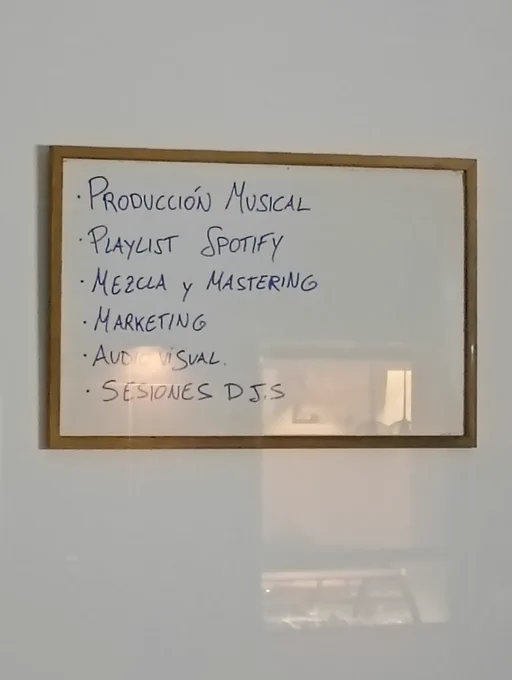 · PRODUCCIÓN MUSICAL
· PLAYLIST SPOTIFY
· MEZCLA y MASTERING
· MARKETING
· AUDIOVISUAL.
· SESIONES DJ.S